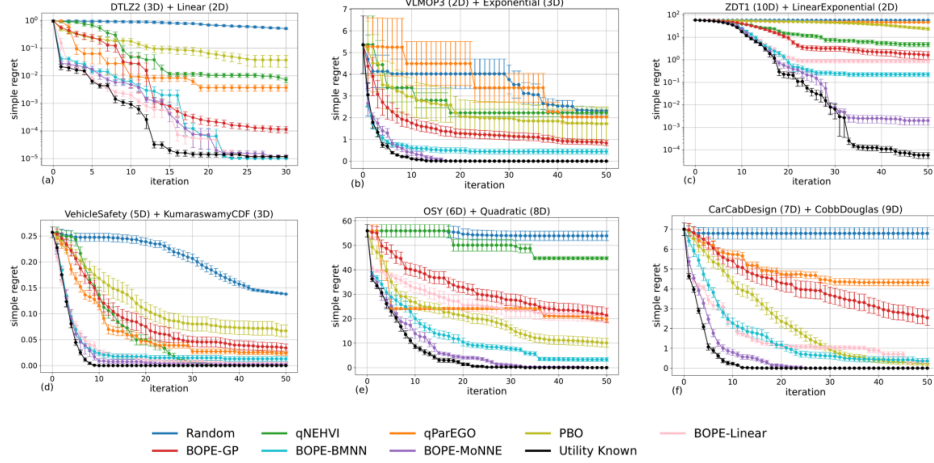 DTLZ2 (3D) + Linear (2D)
simple regret
10^0
10^-1
10^-2
10^-3
10^-4
10^-5
0 5 10 15 20 25 30
(a)
iteration
VLMOP3 (2D) + Exponential (3D)
simple regret
7
6
5
4
3
2
1
0
0 10 20 30 40 50
(b)
iteration
ZDT1 (10D) + LinearExponential (2D)
simple regret
10^2
10^1
10^0
10^-1
10^-2
10^-3
10^-4
0 10 20 30 40 50
(c)
iteration
VehicleSafety (5D) + KumaraswamyCDF (3D)
simple regret
0.25
0.20
0.15
0.10
0.05
0.00
0 10 20 30 40 50
(d)
iteration
OSY (6D) + Quadratic (8D)
simple regret
60
50
40
30
20
10
0
0 10 20 30 40 50
(e)
iteration
CarCabDesign (7D) + CobbDouglas (9D)
simple regret
7
6
5
4
3
2
1
0
0 10 20 30 40 50
(f)
iteration
Random qNEHVI qParEGO PBO BOPE-Linear
BOPE-GP BOPE-BMNN BOPE-MoNNE Utility Known